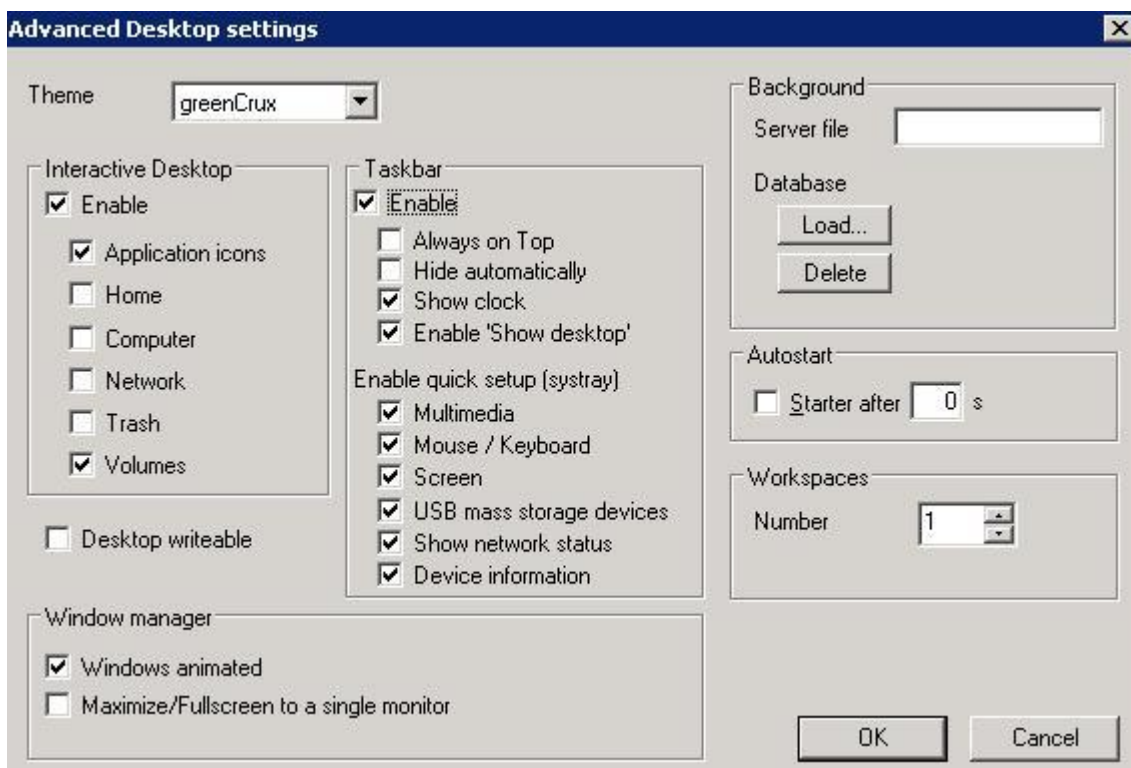 Advanced Desktop settings
Theme
greenCrux
Interactive Desktop
Enable
Application icons
Home
Computer
Network
Trash
Volumes
Desktop writeable
Taskbar
Enable
Always on Top
Hide automatically
Show clock
Enable 'Show desktop'
Enable quick setup (systray)
Multimedia
Mouse / Keyboard
Screen
USB mass storage devices
Show network status
Device information
Window manager
Windows animated
Maximize/Fullscreen to a single monitor
Background
Server file
Database
Load...
Delete
Autostart
Starter after 0 s
Workspaces
Number 1
OK Cancel